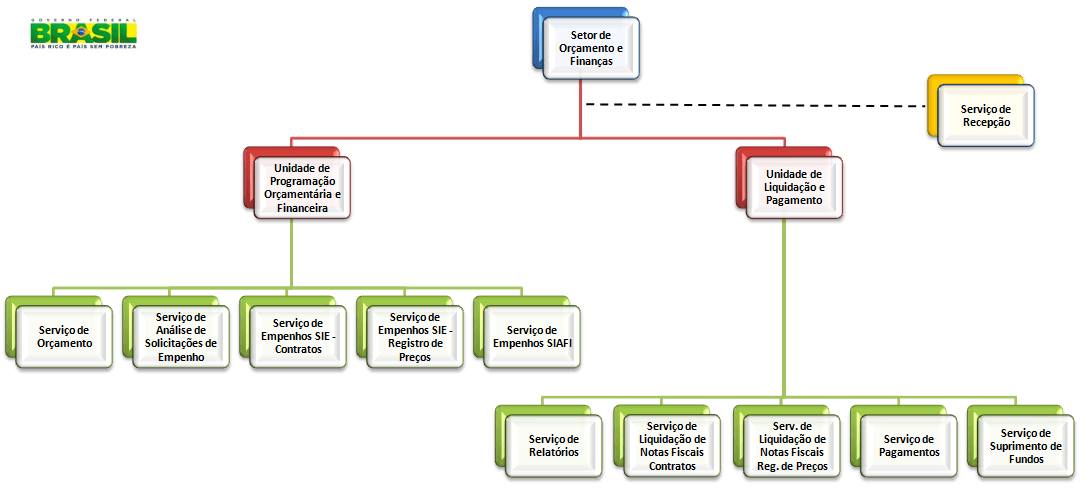 GOVERNO FEDERAL
BRASIL
PAÍS RICO É PAÍS SEM POBREZA
Setor de
Orçamento e
Finanças
Serviço de
Recepção
Unidade de
Programação
Orçamentária e
Financeira
Unidade de
Liquidação e
Pagamento
Serviço de
Orçamento
Serviço de
Análise de
Solicitações de
Empenho
Serviço de
Empenhos SIE -
Contratos
Serviço de
Empenhos SIE -
Registro de
Preços
Serviço de
Empenhos SIAFI
Serviço de
Relatórios
Serviço de
Liquidação de
Notas Fiscais
Contratos
Serv. de
Liquidação de
Notas Fiscais
Reg. de Preços
Serviço de
Pagamentos
Serviço de
Suprimento de
Fundos